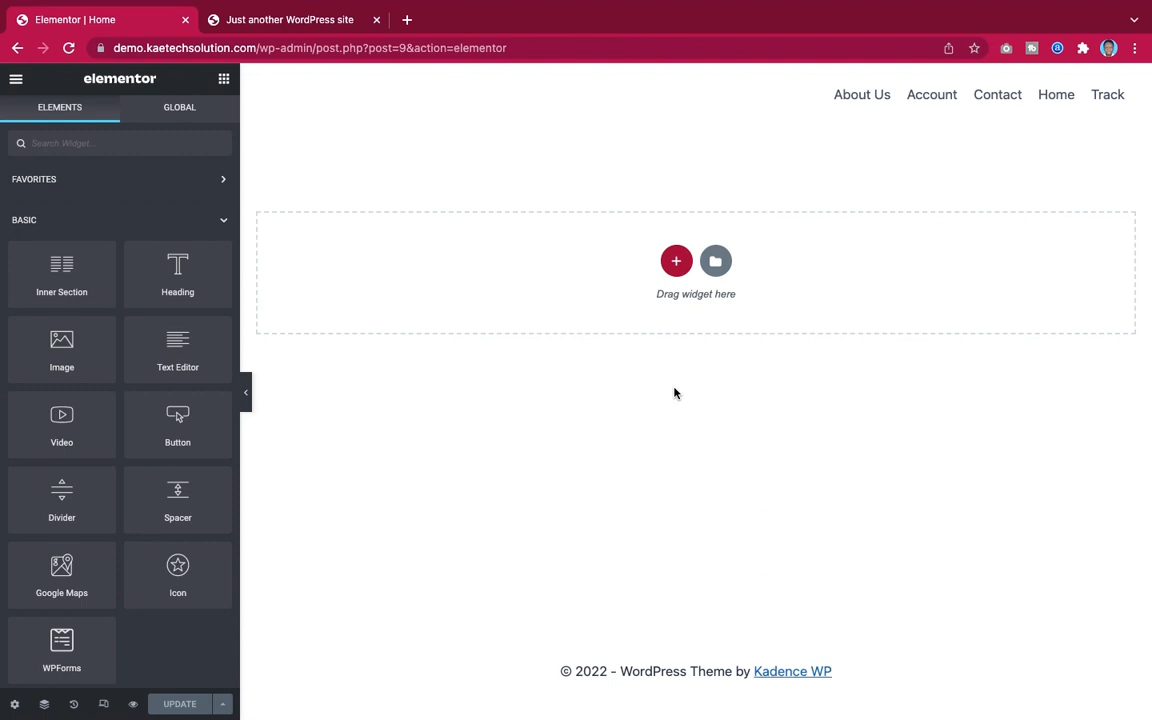 Elementor | Home
Just another WordPress site
demo.kaetechsolution.com/wp-admin/post.php?post=9&action=elementor
elementor
ELEMENTS
GLOBAL
Search Widget...
FAVORITES
BASIC
Inner Section
Heading
Image
Text Editor
Video
Button
Divider
Spacer
Google Maps
Icon
WPForms
UPDATE
About Us Account Contact Home Track
Drag widget here
© 2022 - WordPress Theme by Kadence WP